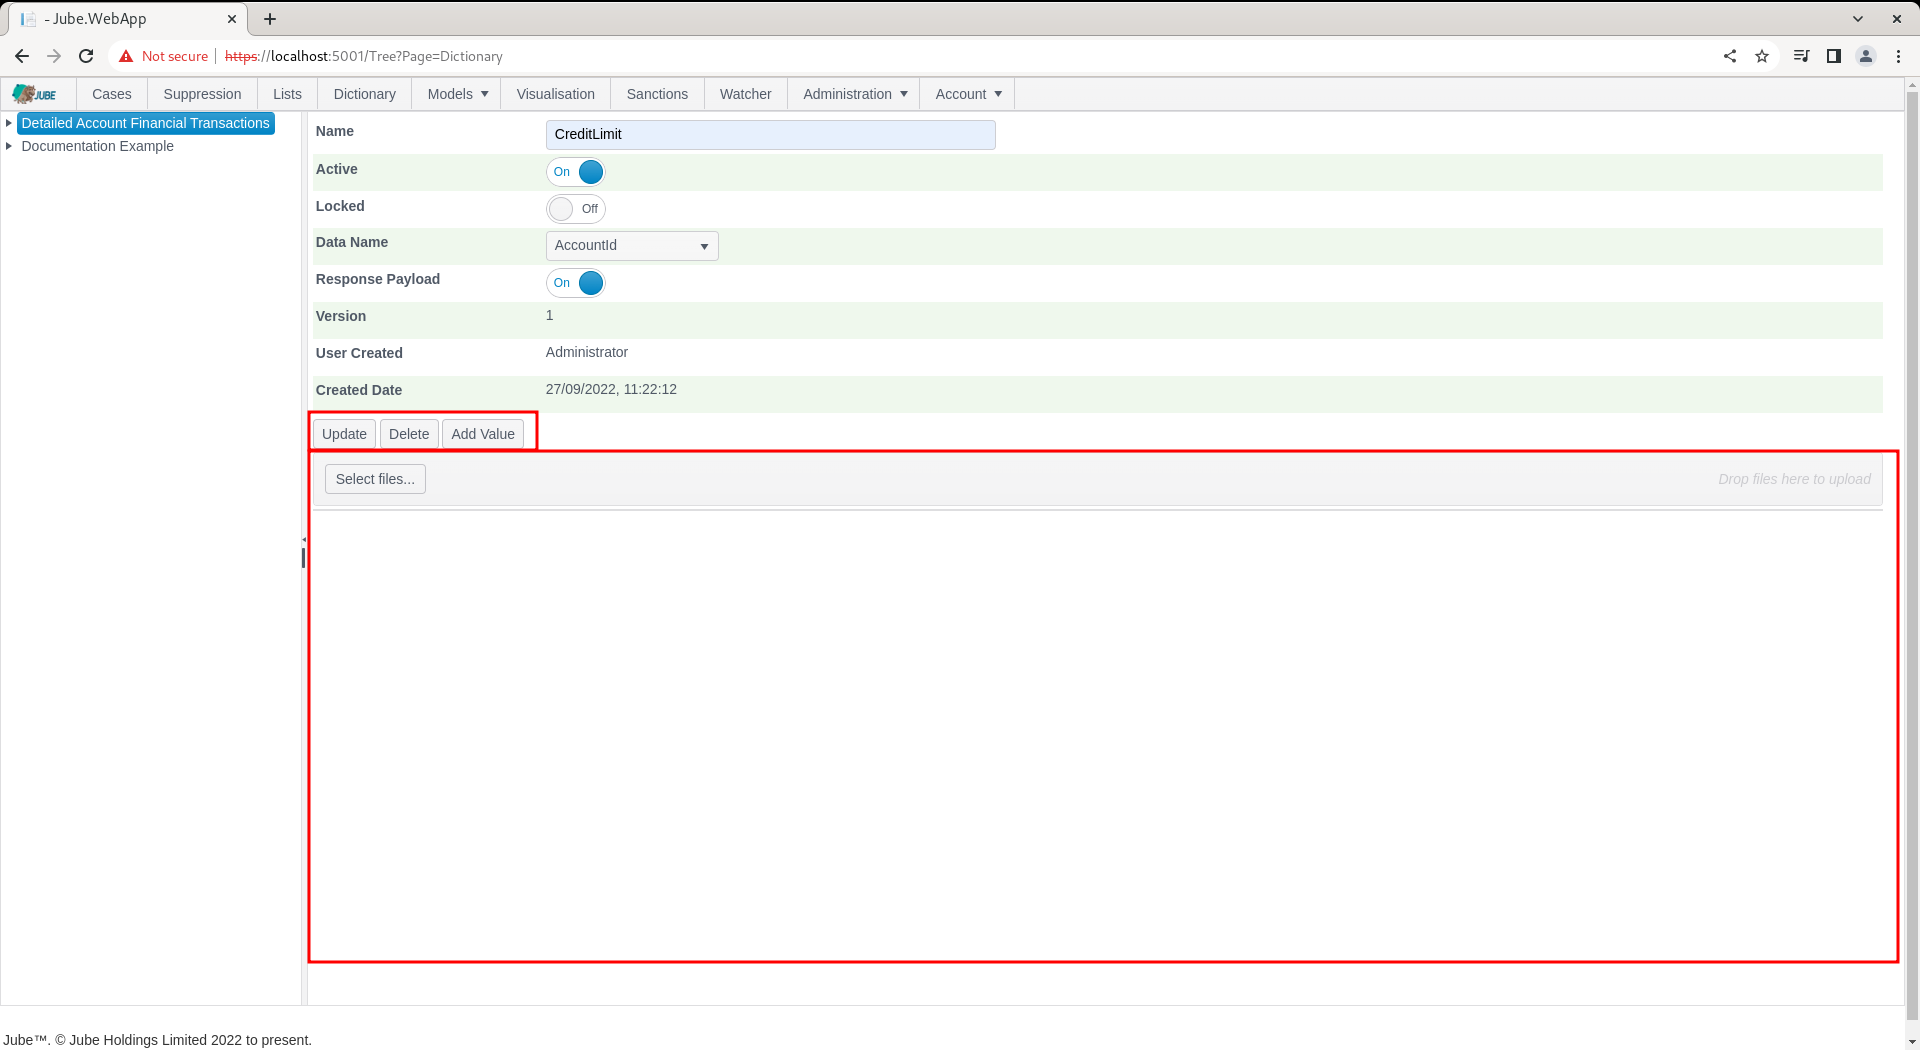 - Jube.WebApp
Not secure https://localhost:5001/Tree?Page=Dictionary
JUBE Cases Suppression Lists Dictionary Models Visualisation Sanctions Watcher Administration Account
Detailed Account Financial Transactions
Documentation Example
Name CreditLimit
Active On
Locked Off
Data Name AccountId
Response Payload On
Version 1
User Created Administrator
Created Date 27/09/2022, 11:22:12
Update Delete Add Value
Select files... Drop files here to upload
Jube™. © Jube Holdings Limited 2022 to present.